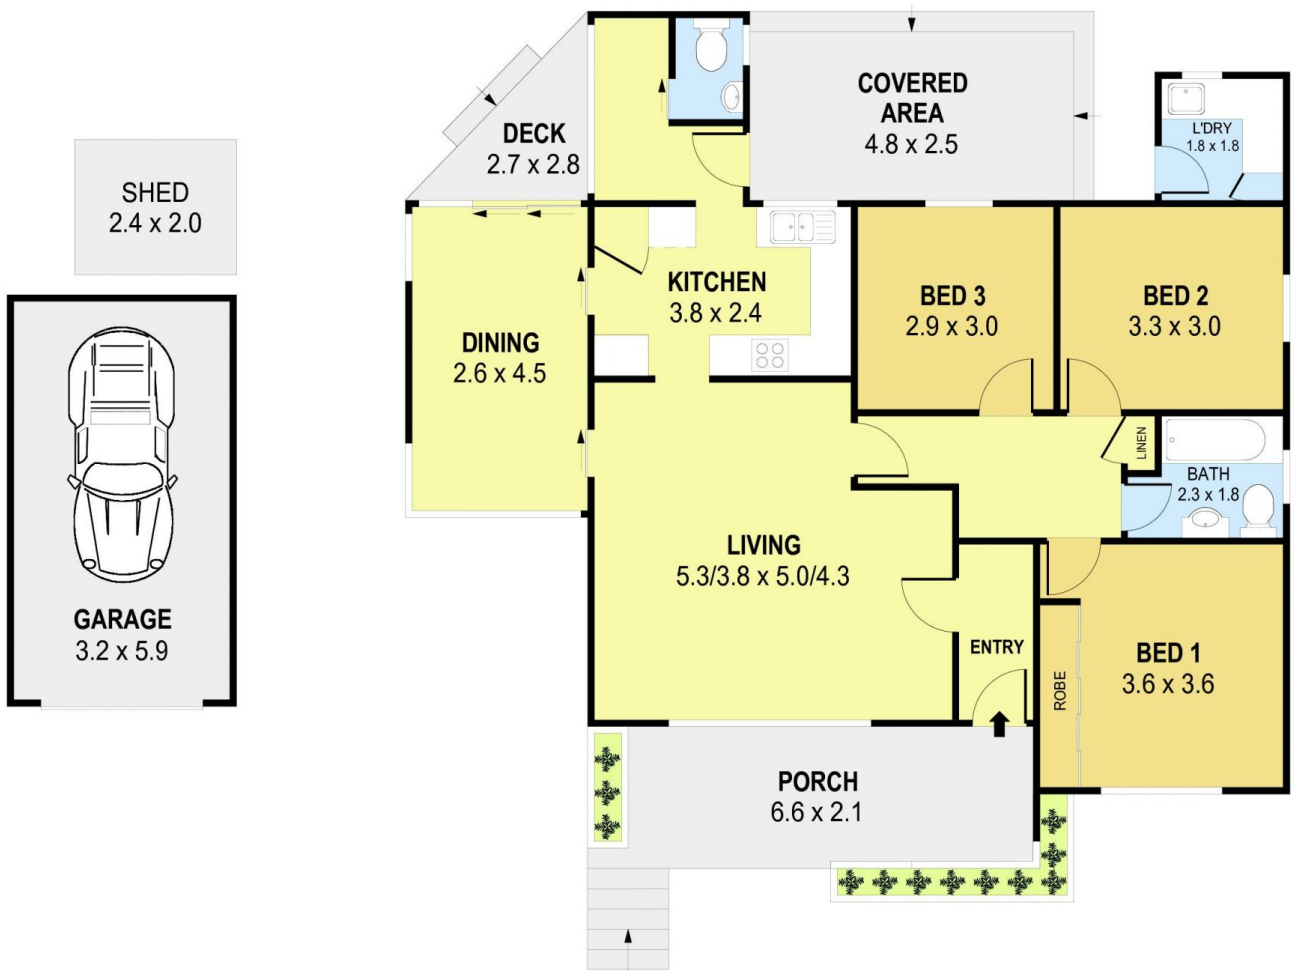 COVERED
AREA
4.8 x 2.5
DECK
2.7 x 2.8
L'DRY
1.8 x 1.8
SHED
2.4 x 2.0
KITCHEN
3.8 x 2.4
BED 3
2.9 x 3.0
BED 2
3.3 x 3.0
DINING
2.6 x 4.5
LINEN
BATH
2.3 x 1.8
LIVING
5.3/3.8 x 5.0/4.3
GARAGE
3.2 x 5.9
ENTRY
ROBE
BED 1
3.6 x 3.6
PORCH
6.6 x 2.1